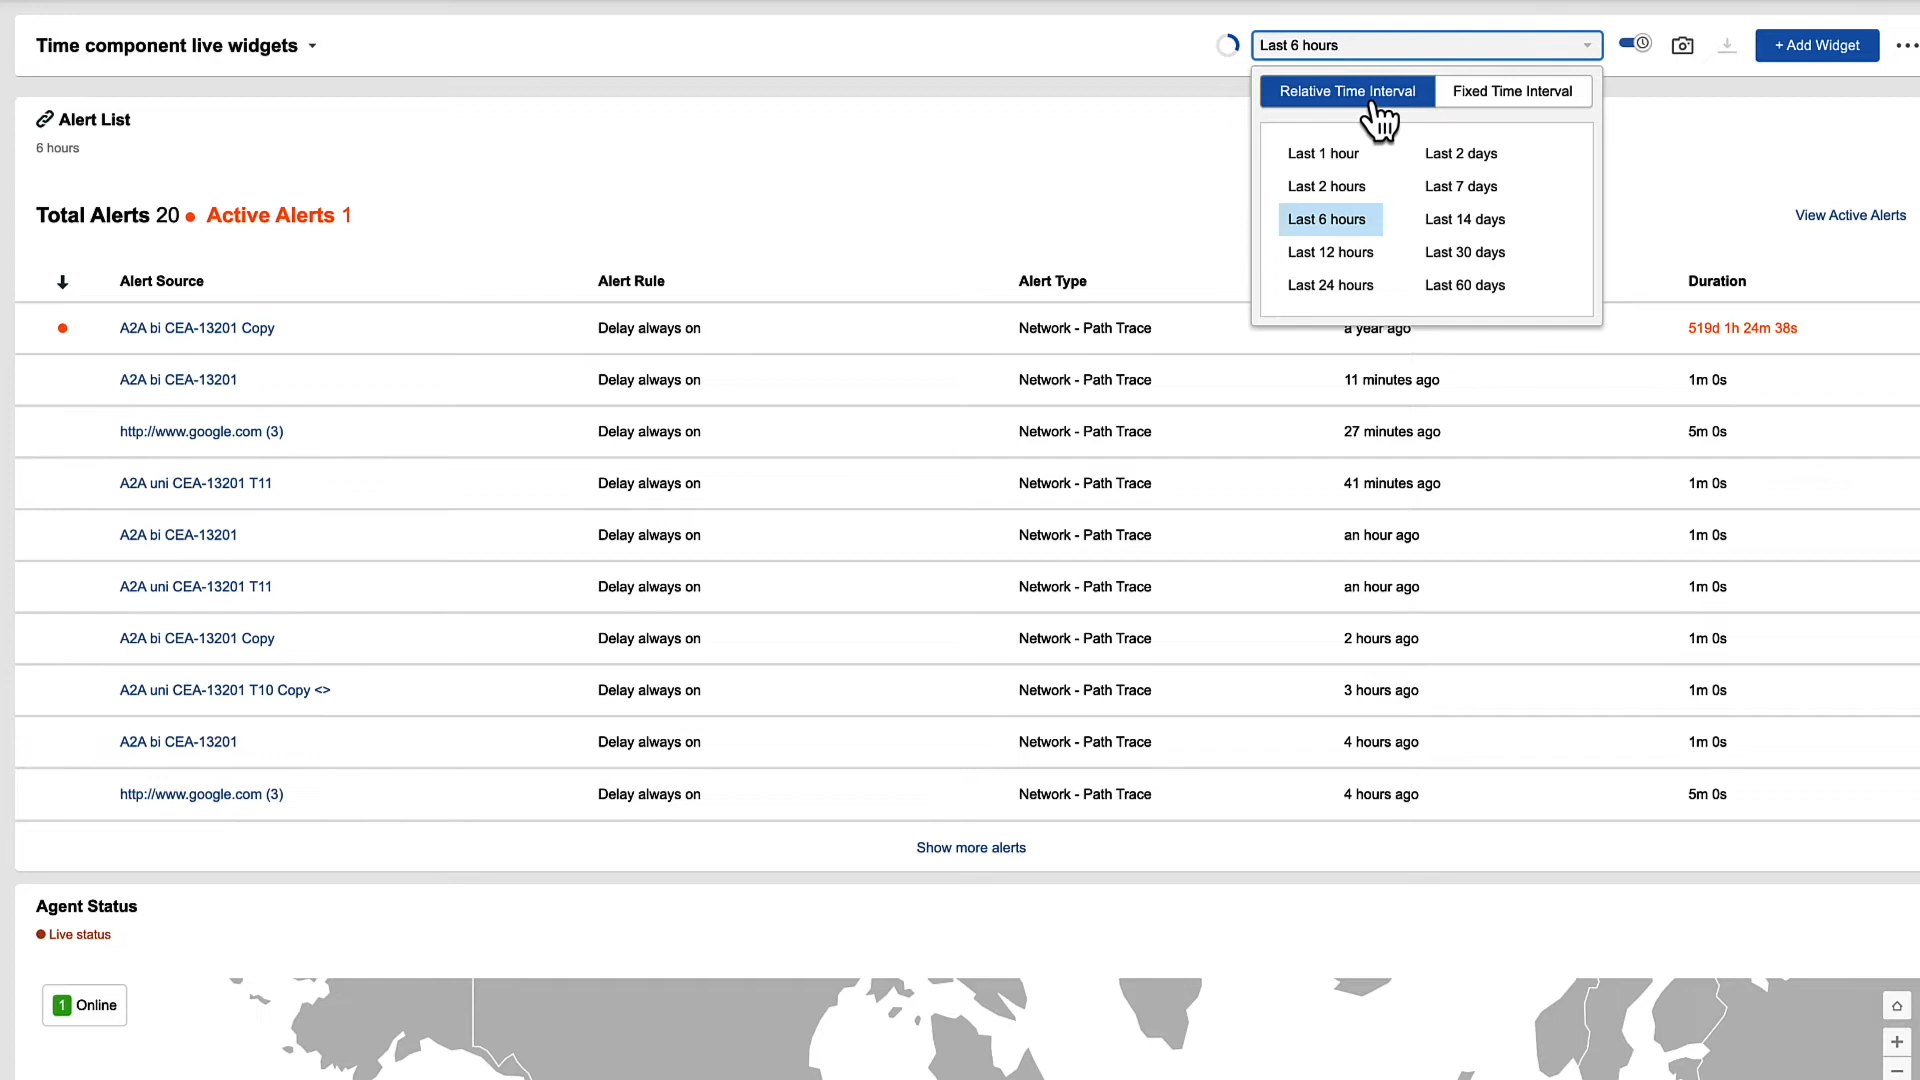 Time component live widgets
Last 6 hours
+ Add Widget
Relative Time Interval
Fixed Time Interval
Last 1 hour
Last 2 days
Last 2 hours
Last 7 days
Last 6 hours
Last 14 days
Last 12 hours
Last 30 days
Last 24 hours
Last 60 days
Alert List
6 hours
Total Alerts 20 Active Alerts 1
View Active Alerts
Alert Source Alert Rule Alert Type Duration
A2A bi CEA-13201 Copy Delay always on Network - Path Trace a year ago 519d 1h 24m 38s
A2A bi CEA-13201 Delay always on Network - Path Trace 11 minutes ago 1m 0s
http://www.google.com (3) Delay always on Network - Path Trace 27 minutes ago 5m 0s
A2A uni CEA-13201 T11 Delay always on Network - Path Trace 41 minutes ago 1m 0s
A2A bi CEA-13201 Delay always on Network - Path Trace an hour ago 1m 0s
A2A uni CEA-13201 T11 Delay always on Network - Path Trace an hour ago 1m 0s
A2A bi CEA-13201 Copy Delay always on Network - Path Trace 2 hours ago 1m 0s
A2A uni CEA-13201 T10 Copy <> Delay always on Network - Path Trace 3 hours ago 1m 0s
A2A bi CEA-13201 Delay always on Network - Path Trace 4 hours ago 1m 0s
http://www.google.com (3) Delay always on Network - Path Trace 4 hours ago 5m 0s
Show more alerts
Agent Status
Live status
1 Online